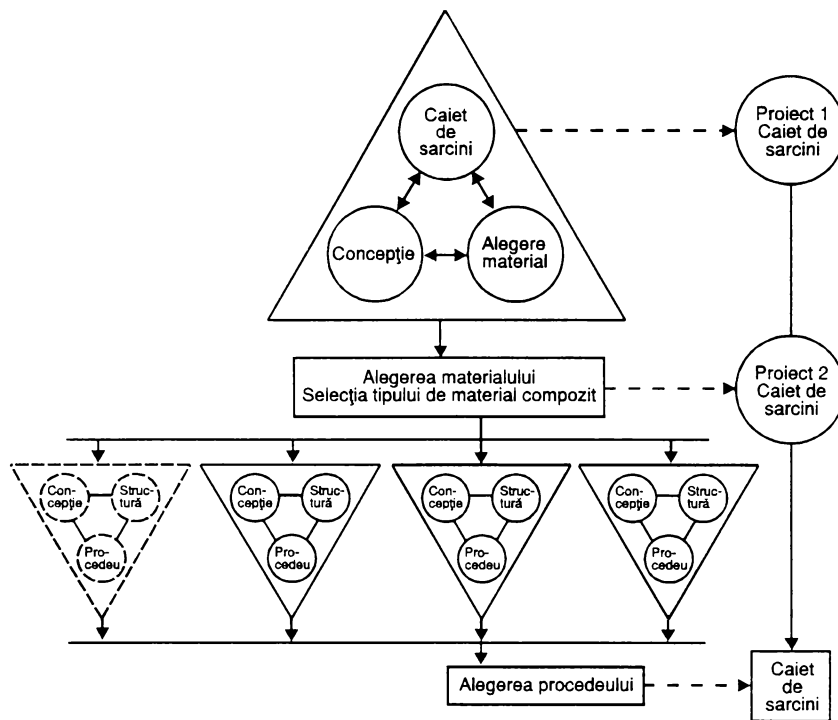 Caiet
de
sarcini
Concepţie
Alegere
material
Proiect 1
Caiet de
sarcini
Alegerea materialului
Selecţia tipului de material compozit
Proiect 2
Caiet de
sarcini
Con-
cepţie
Struc-
tură
Pro-
cedeu
Con-
cepţie
Struc-
tură
Pro-
cedeu
Con-
cepţie
Struc-
tură
Pro-
cedeu
Con-
cepţie
Struc-
tură
Pro-
cedeu
Alegerea procedeului
Caiet
de
sarcini